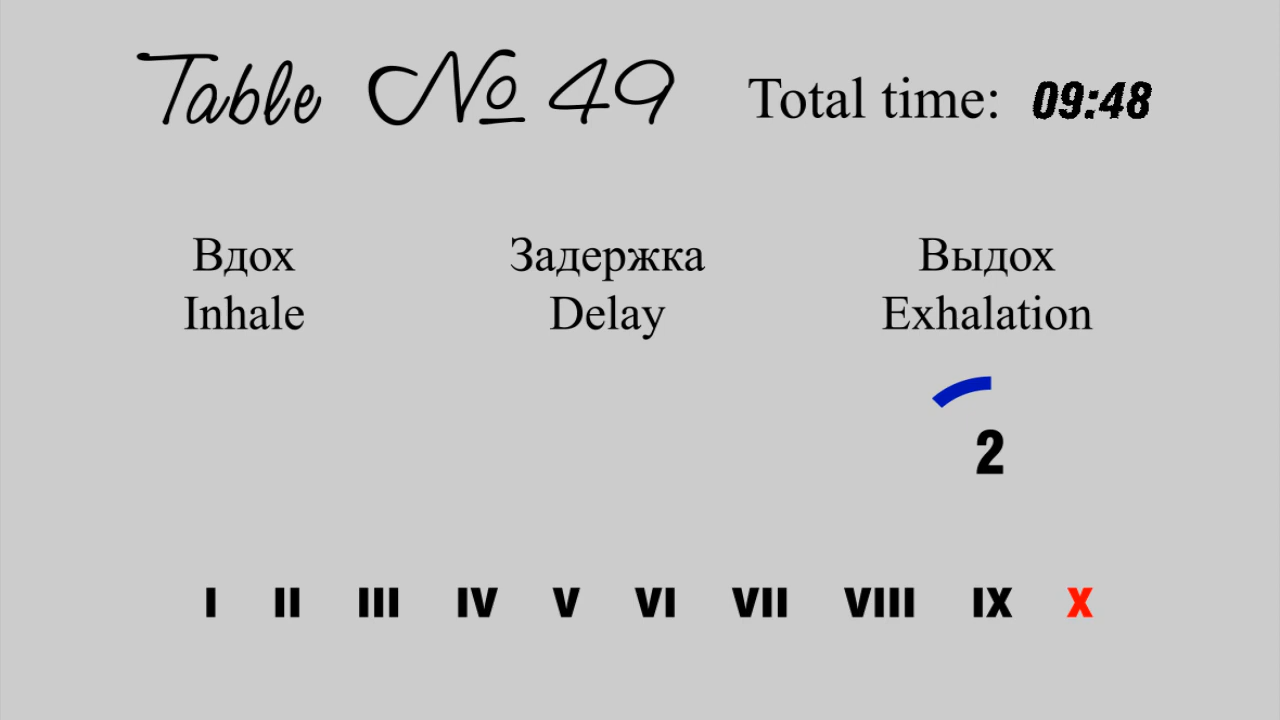 Table № 49 Total time: 09:48
Вдох Задержка Выдох
Inhale Delay Exhalation
2
I II III IV V VI VII VIII IX X